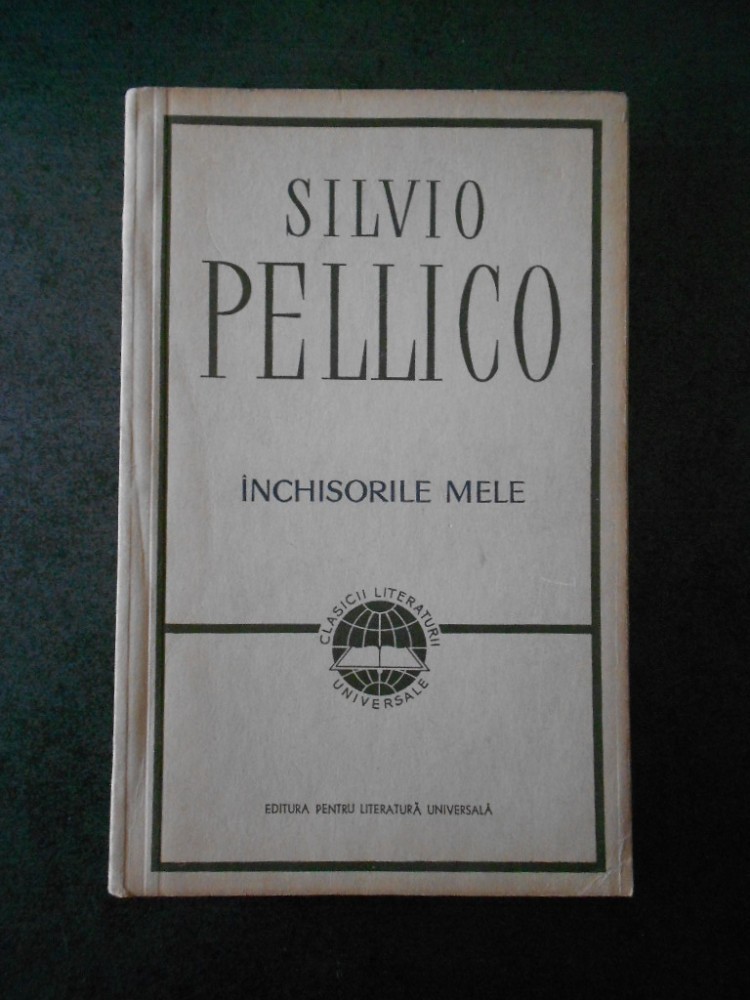 SILVIO
PELLICO
ÎNCHISORILE MELE
CLASICII LITERATURII
UNIVERSALE
EDITURA PENTRU LITERATURĂ UNIVERSALĂ